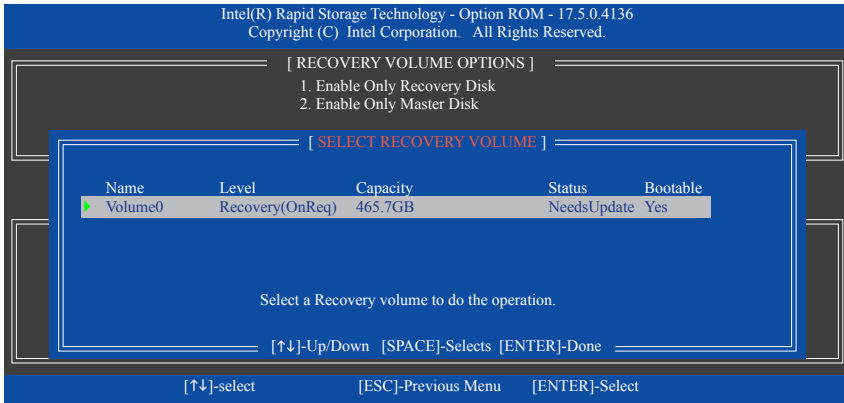 Intel(R) Rapid Storage Technology - Option ROM - 17.5.0.4136
Copyright (C) Intel Corporation. All Rights Reserved.
[ RECOVERY VOLUME OPTIONS ]
1. Enable Only Recovery Disk
2. Enable Only Master Disk
[ SELECT RECOVERY VOLUME ]
Name Level Capacity Status Bootable
Volume0 Recovery(OnReq) 465.7GB NeedsUpdate Yes
Select a Recovery volume to do the operation.
[↑↓]-Up/Down [SPACE]-Selects [ENTER]-Done
[↑↓]-select [ESC]-Previous Menu [ENTER]-Select